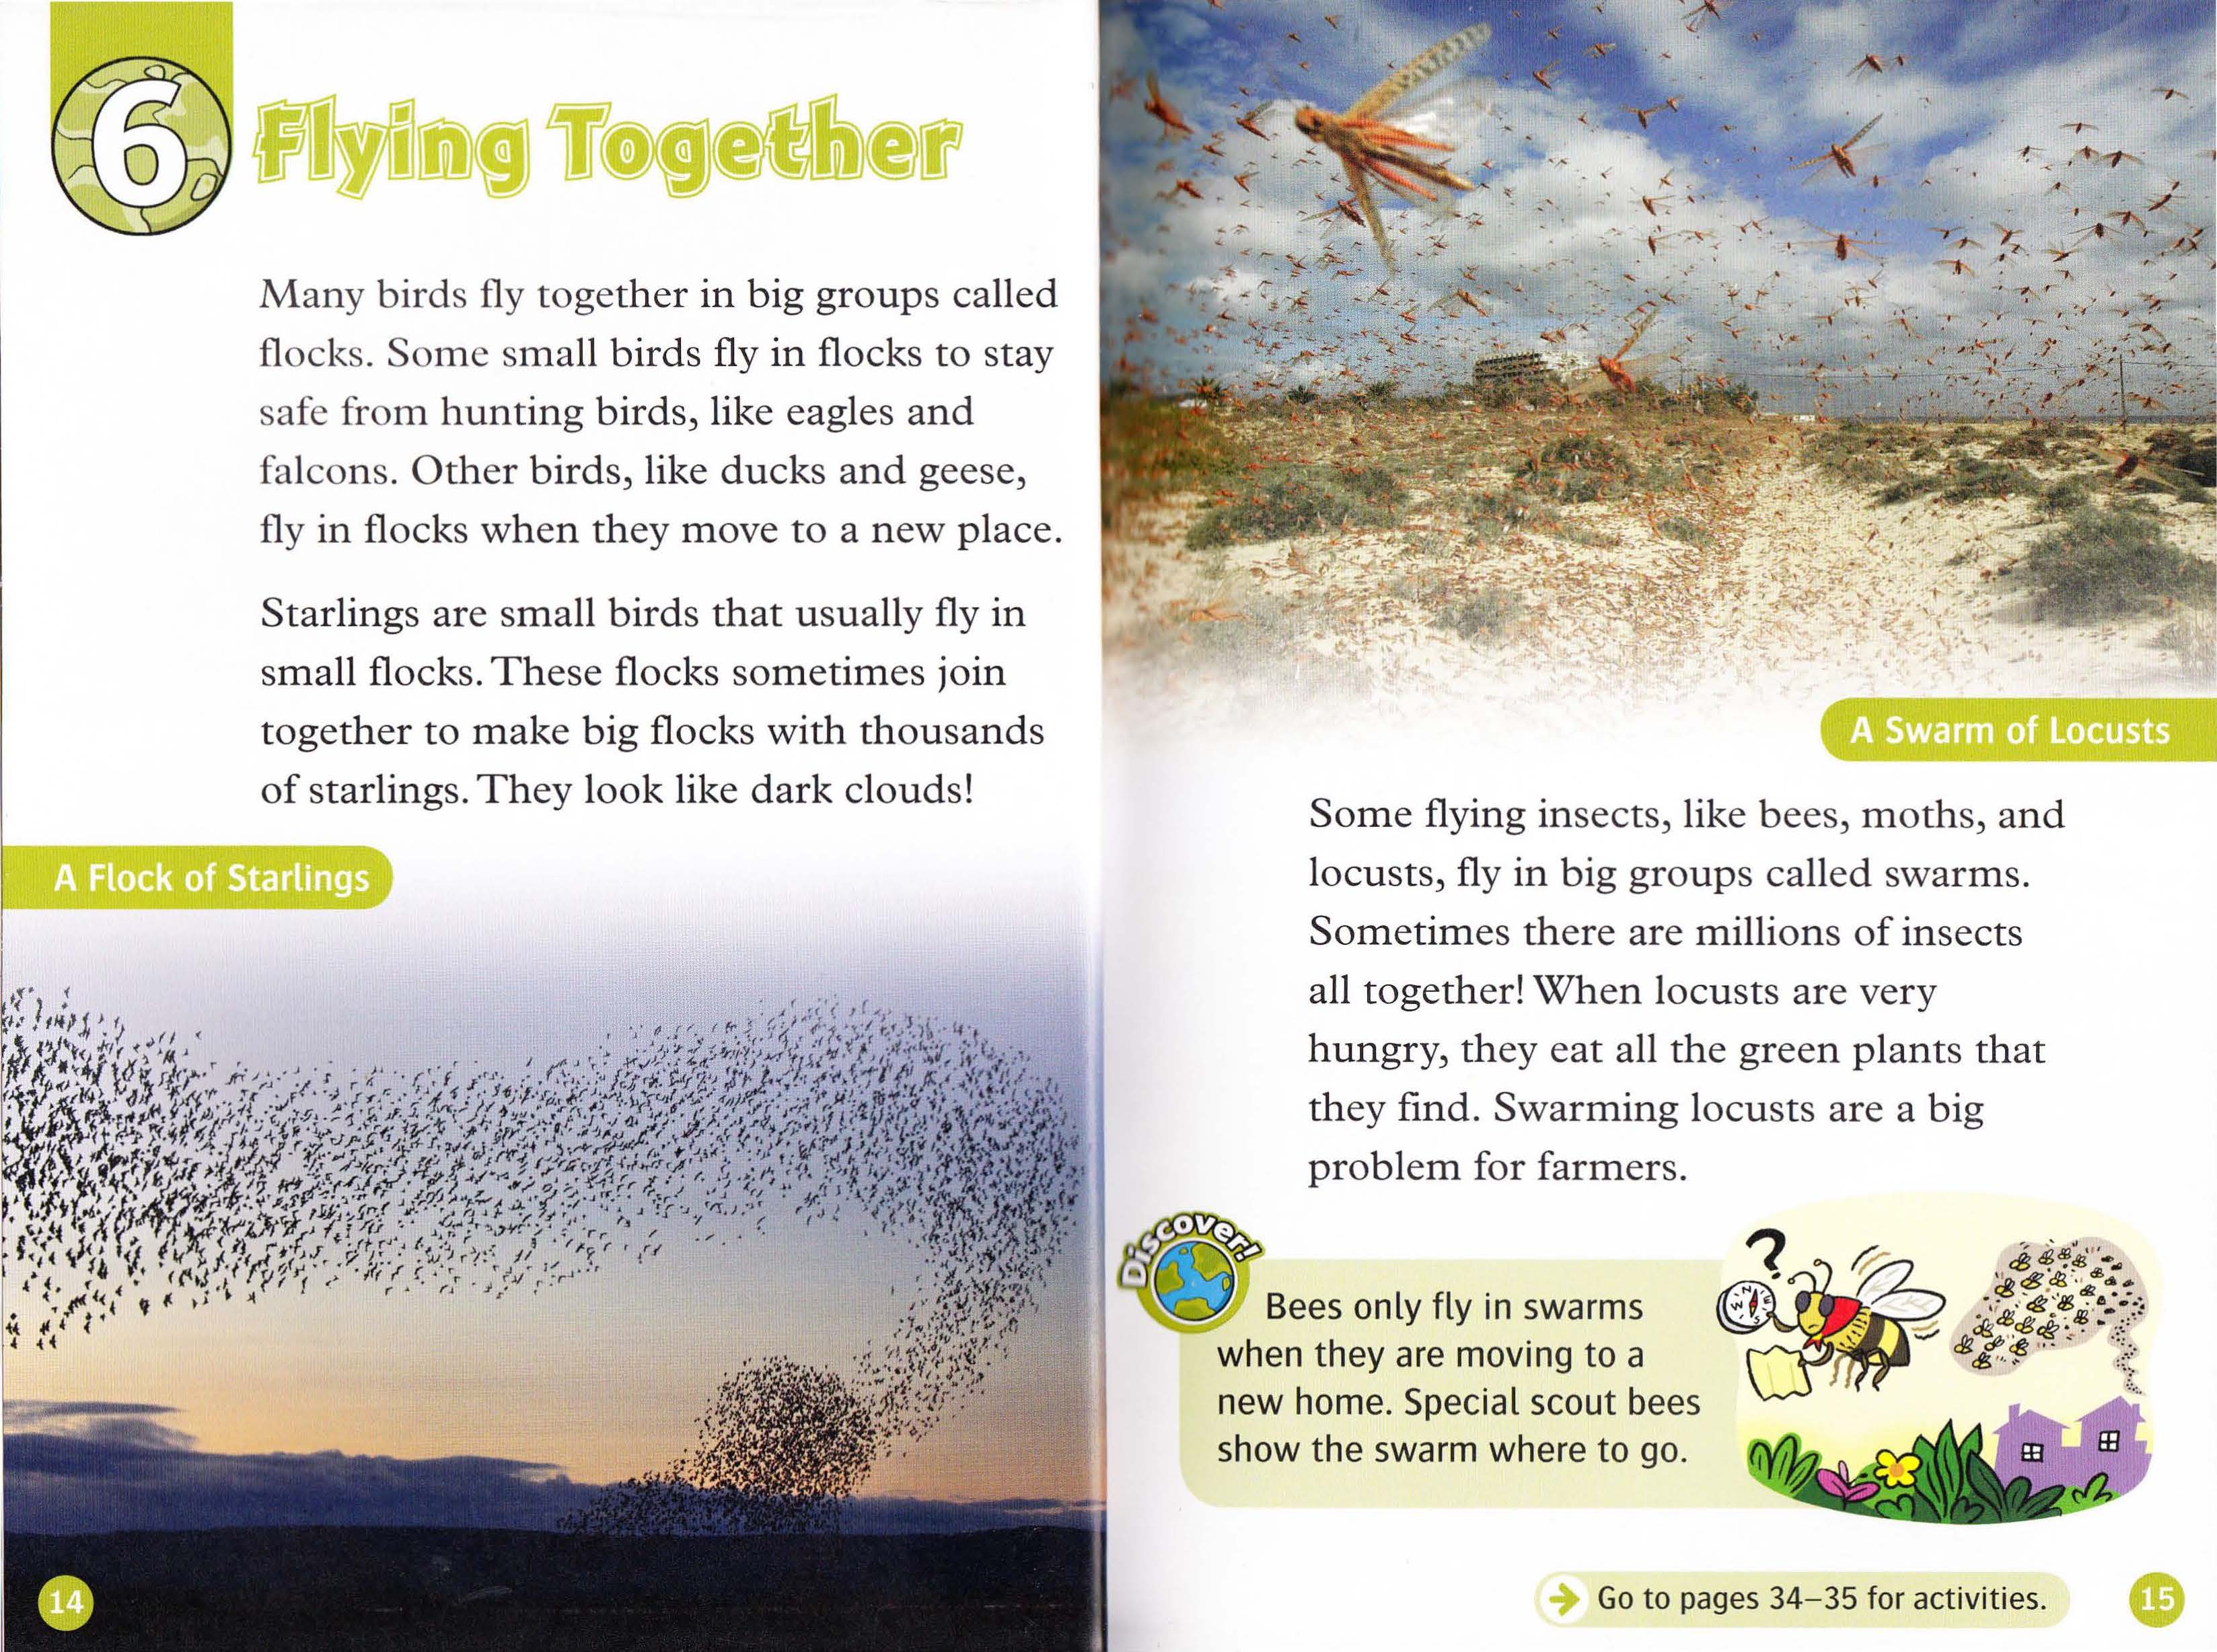 6
Flying Together
Many birds fly together in big groups called
flocks. Some small birds fly in flocks to stay
safe from hunting birds, like eagles and
falcons. Other birds, like ducks and geese,
fly in flocks when they move to a new place.
Starlings are small birds that usually fly in
small flocks. These flocks sometimes join
together to make big flocks with thousands
of starlings. They look like dark clouds!
A Flock of Starlings
14
A Swarm of Locusts
Some flying insects, like bees, moths, and
locusts, fly in big groups called swarms.
Sometimes there are millions of insects
all together! When locusts are very
hungry, they eat all the green plants that
they find. Swarming locusts are a big
problem for farmers.
Discover!
Bees only fly in swarms
when they are moving to a
new home. Special scout bees
show the swarm where to go.
?
N
E
S
W
Go to pages 34–35 for activities.
15